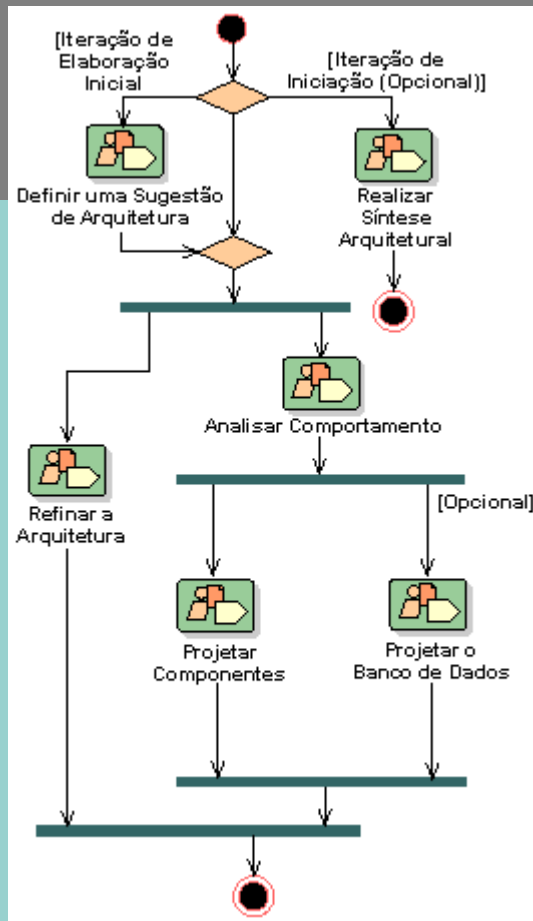 [Iteração de
Elaboração
Inicial
[Iteração de
Iniciação (Opcional)]
Definir uma Sugestão
de Arquitetura
Realizar
Síntese
Arquitetural
Analisar Comportamento
[Opcional]
Refinar a
Arquitetura
Projetar
Componentes
Projetar o
Banco de Dados